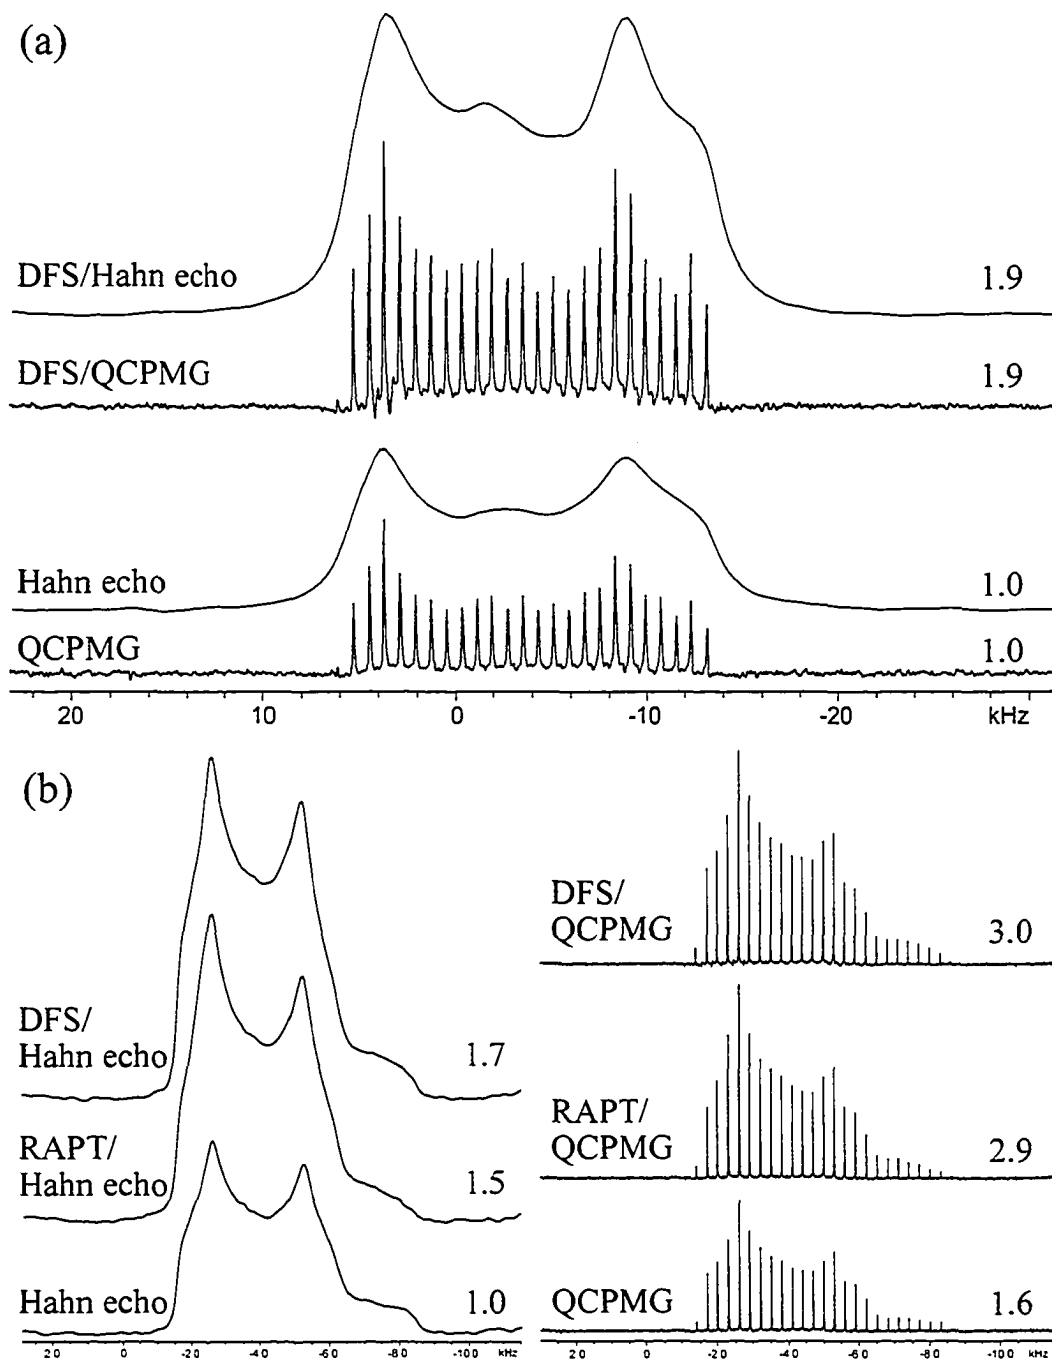 (a)
DFS/Hahn echo 1.9
DFS/QCPMG 1.9
Hahn echo 1.0
QCPMG 1.0
20 10 0 -10 -20 kHz
(b)
DFS/
Hahn echo 1.7
RAPT/
Hahn echo 1.5
Hahn echo 1.0
20 0 -20 -40 -60 -80 -100 kHz
DFS/
QCPMG 3.0
RAPT/
QCPMG 2.9
QCPMG 1.6
20 0 -20 -40 -60 -80 -100 kHz